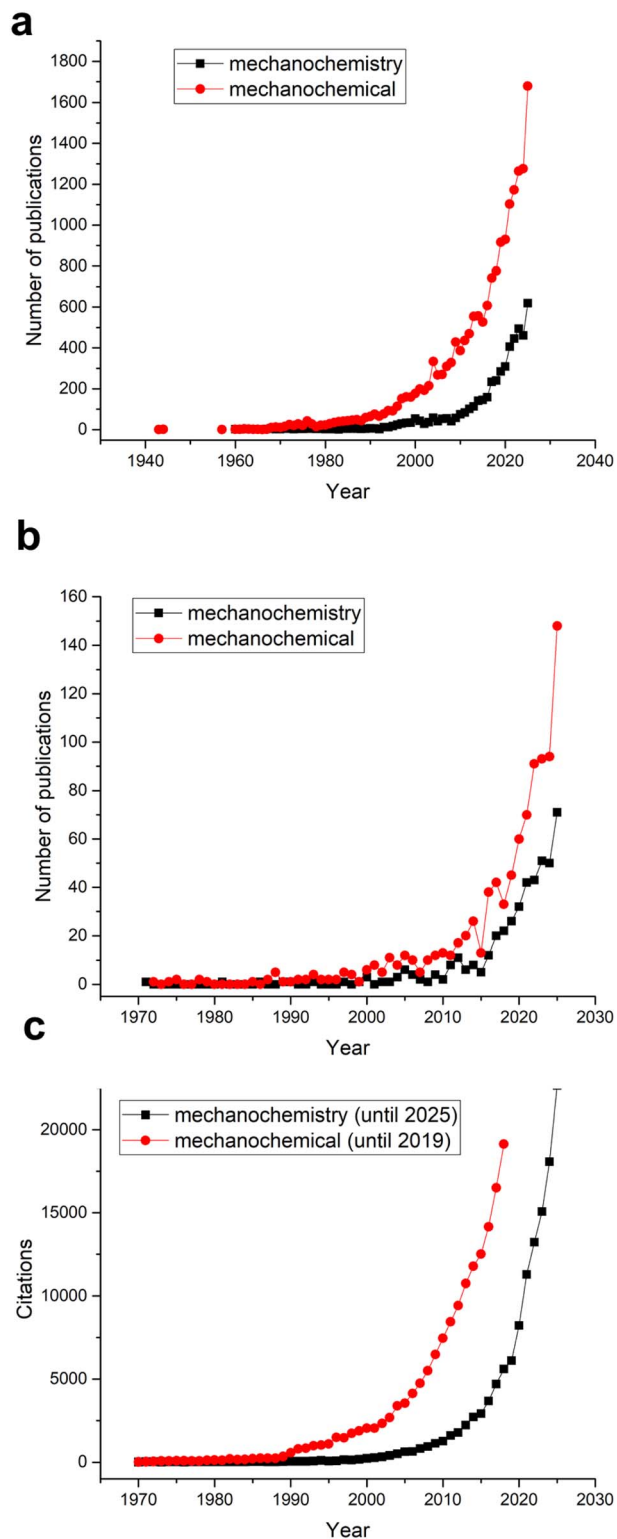 a
mechanochemistry
mechanochemical
1800
1600
1400
1200
1000
800
600
400
200
0
Number of publications
1940 1960 1980 2000 2020 2040
Year
b
mechanochemistry
mechanochemical
160
140
120
100
80
60
40
20
0
Number of publications
1970 1980 1990 2000 2010 2020 2030
Year
c
mechanochemistry (until 2025)
mechanochemical (until 2019)
20000
15000
10000
5000
0
Citations
1970 1980 1990 2000 2010 2020 2030
Year